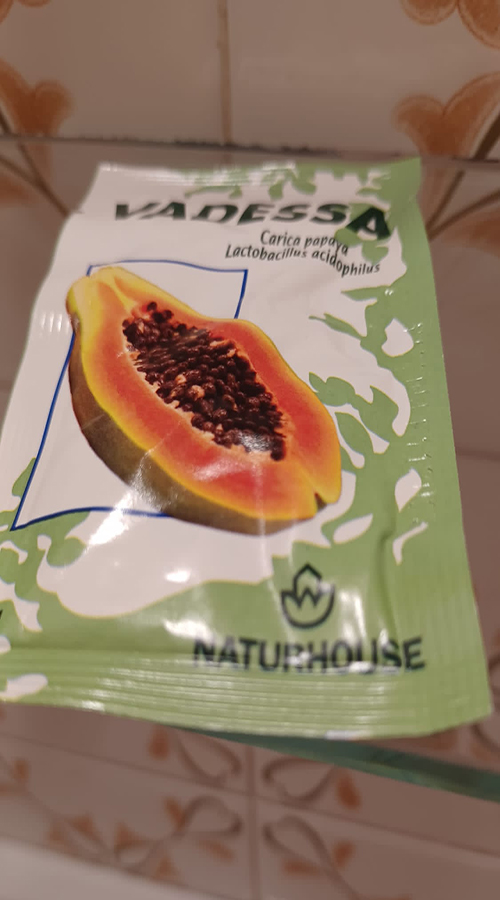 VADESSA
Carica papaya
Lactobacillus acidophilus
NATURHOUSE